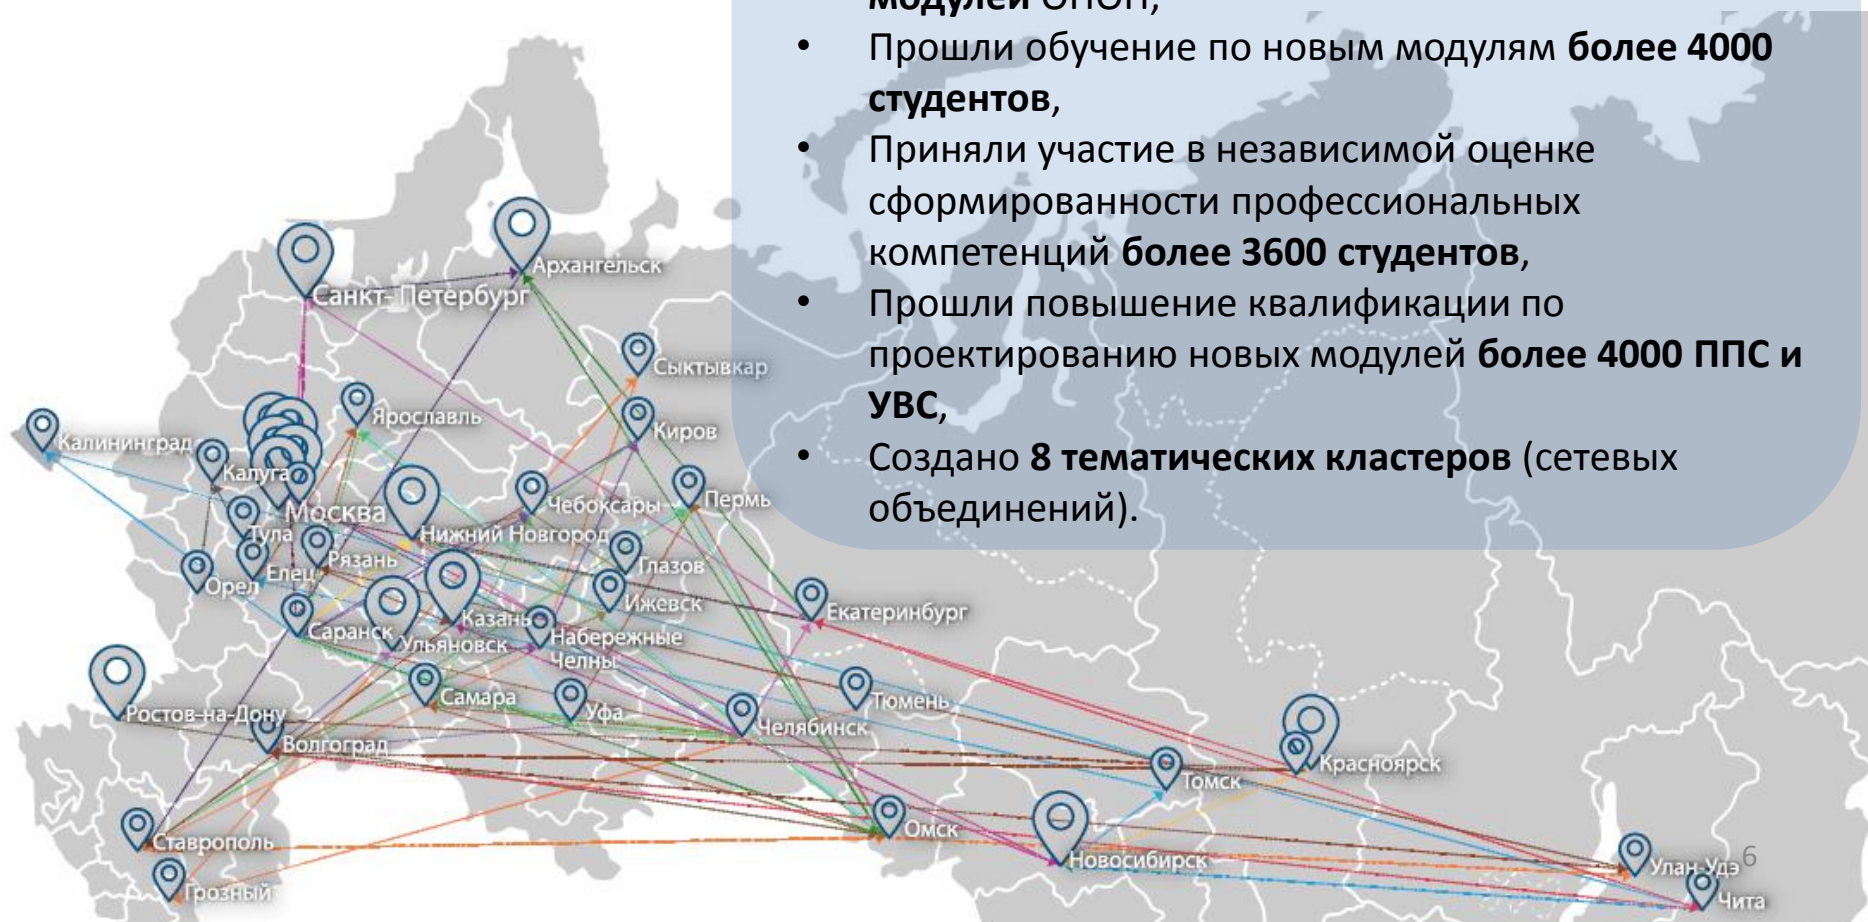 модулей ОПОП,
• Прошли обучение по новым модулям более 4000
студентов,
• Приняли участие в независимой оценке
сформированности профессиональных
компетенций более 3600 студентов,
• Прошли повышение квалификации по
проектированию новых модулей более 4000 ППС и
УВС,
• Создано 8 тематических кластеров (сетевых
объединений).
Архангельск
Санкт- Петербург
Сыктывкар
Ярославль
Киров
Калининград
Калуга
Чебоксары
Пермь
Москва
Тула
Нижний Новгород
Рязань
Глазов
Елец
Орел
Ижевск
Екатеринбург
Казань
Саранск
Ульяновск
Набережные
Челны
Самара
Уфа
Тюмень
Ростов-на-Дону
Челябинск
Волгоград
Красноярск
Томск
Омск
Ставрополь
Новосибирск
Улан-Удэ
6
Грозный
Чита